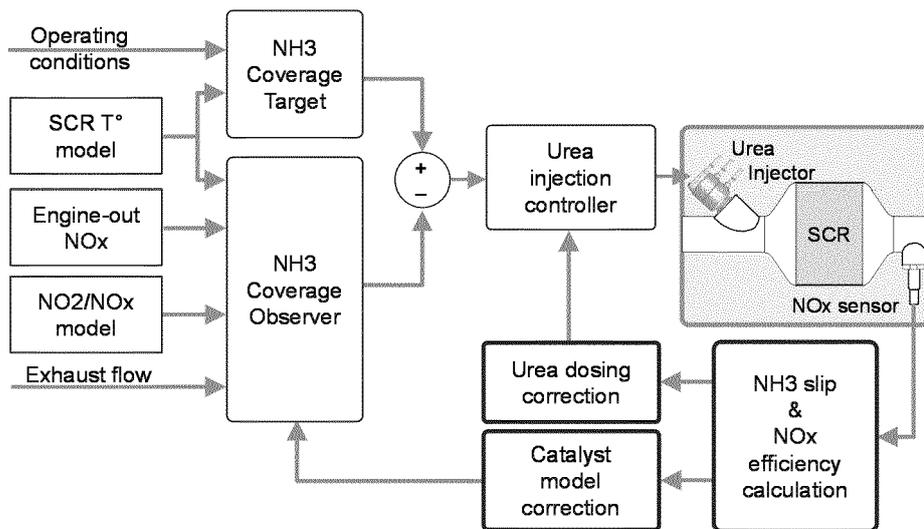 Operating
conditions
NH3
Coverage
Target
SCR T°
model
Engine-out
NOx
NO2/NOx
model
Exhaust flow
NH3
Coverage
Observer
+
−
Urea
injection
controller
Urea
Injector
SCR
NOx sensor
Urea dosing
correction
Catalyst
model
correction
NH3 slip
&
NOx
efficiency
calculation